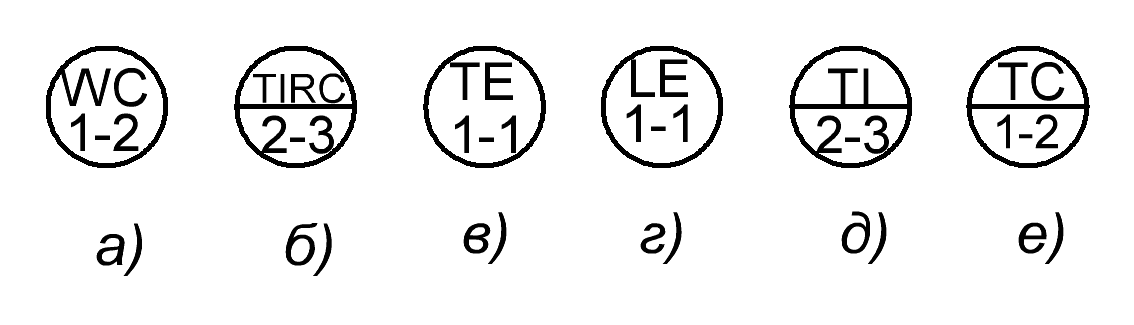 WC TIRC TE LE TI TC
1-2 2-3 1-1 1-1 2-3 1-2
а) б) в) г) д) е)